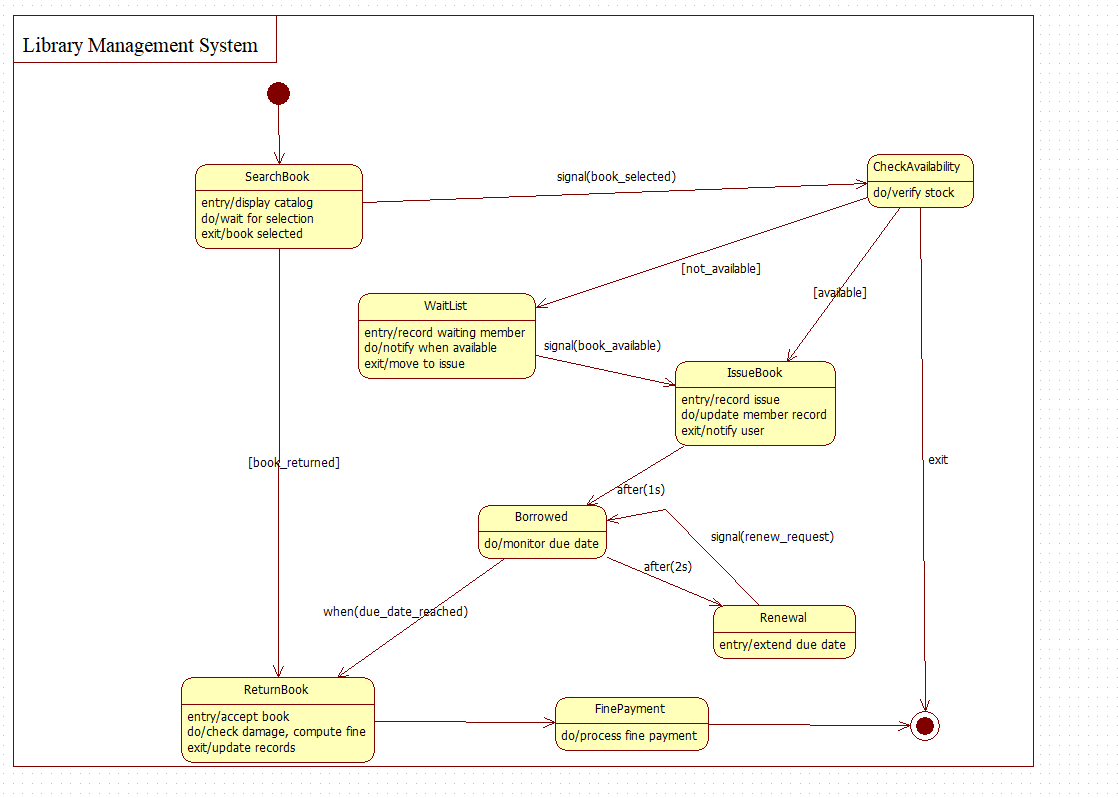 Library Management System
SearchBook
entry/display catalog
do/wait for selection
exit/book selected
signal(book_selected)
CheckAvailability
do/verify stock
[not_available]
[available]
WaitList
entry/record waiting member
do/notify when available
exit/move to issue
signal(book_available)
IssueBook
entry/record issue
do/update member record
exit/notify user
[book_returned]
exit
after(1s)
Borrowed
do/monitor due date
signal(renew_request)
after(2s)
when(due_date_reached)
Renewal
entry/extend due date
ReturnBook
entry/accept book
do/check damage, compute fine
exit/update records
FinePayment
do/process fine payment